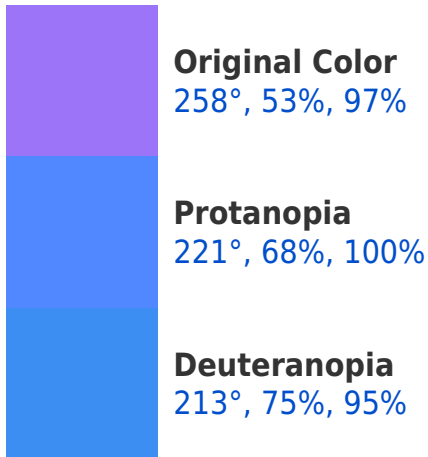 Original Color
258°, 53%, 97%
Protanopia
221°, 68%, 100%
Deuteranopia
213°, 75%, 95%